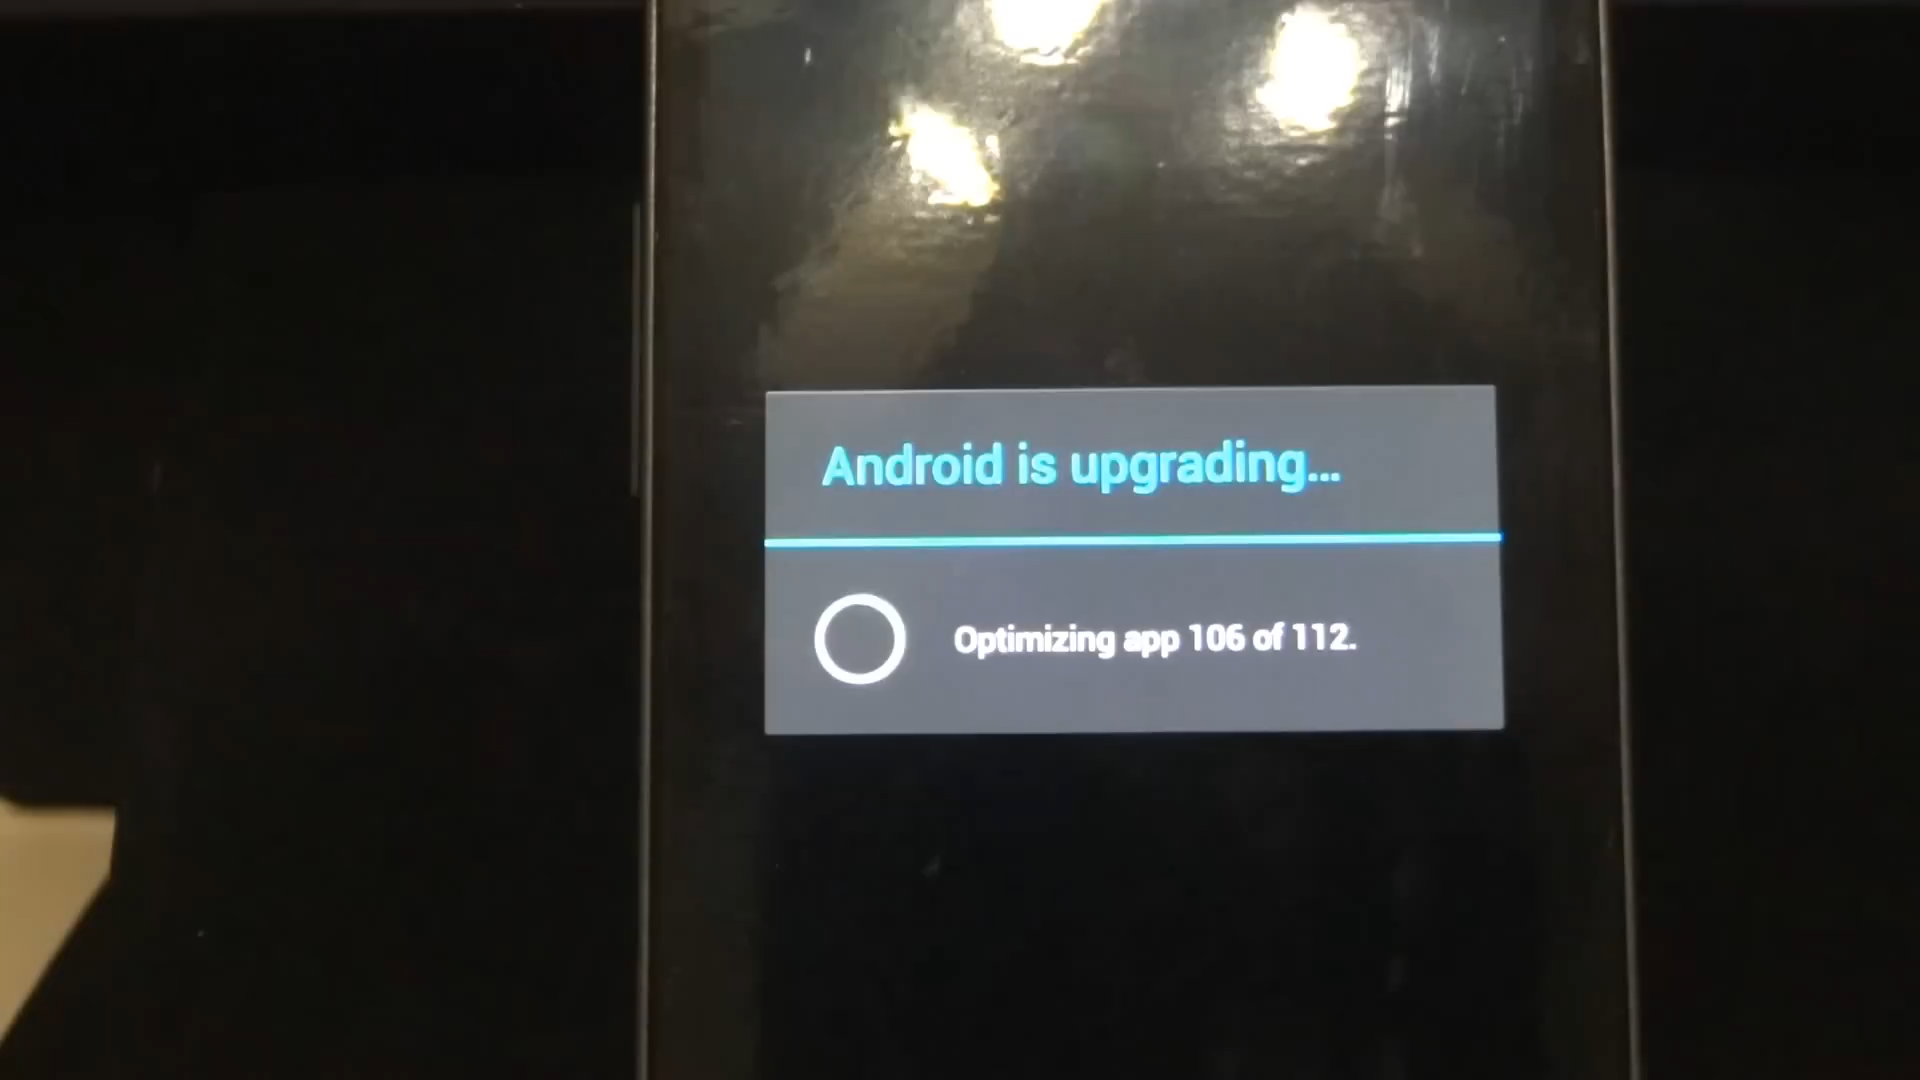 Android is upgrading...
Optimizing app 106 of 112.